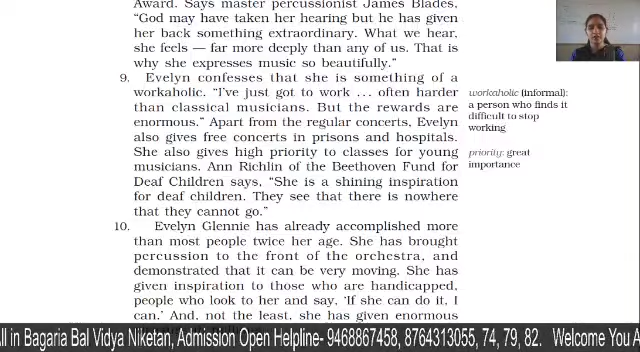 Award. Says master percussionist James Blades,
“God may have taken her hearing but he has given
her back something extraordinary. What we hear,
she feels — far more deeply than any of us. That is
why she expresses music so beautifully.”
9. Evelyn confesses that she is something of a
workaholic. “I’ve just got to work ... often harder
than classical musicians. But the rewards are
enormous.” Apart from the regular concerts, Evelyn
also gives free concerts in prisons and hospitals.
She also gives high priority to classes for young
musicians. Ann Richlin of the Beethoven Fund for
Deaf Children says, “She is a shining inspiration
for deaf children. They see that there is nowhere
that they cannot go.”
workaholic (informal):
a person who finds it
difficult to stop
working
priority: great
importance
10. Evelyn Glennie has already accomplished more
than most people twice her age. She has brought
percussion to the front of the orchestra, and
demonstrated that it can be very moving. She has
given inspiration to those who are handicapped,
people who look to her and say, ‘If she can do it, I
can.’ And, not the least, she has given enormous
All in Bagaria Bal Vidya Niketan, Admission Open Helpline- 9468867458, 8764313055, 74, 79, 82. Welcome You A